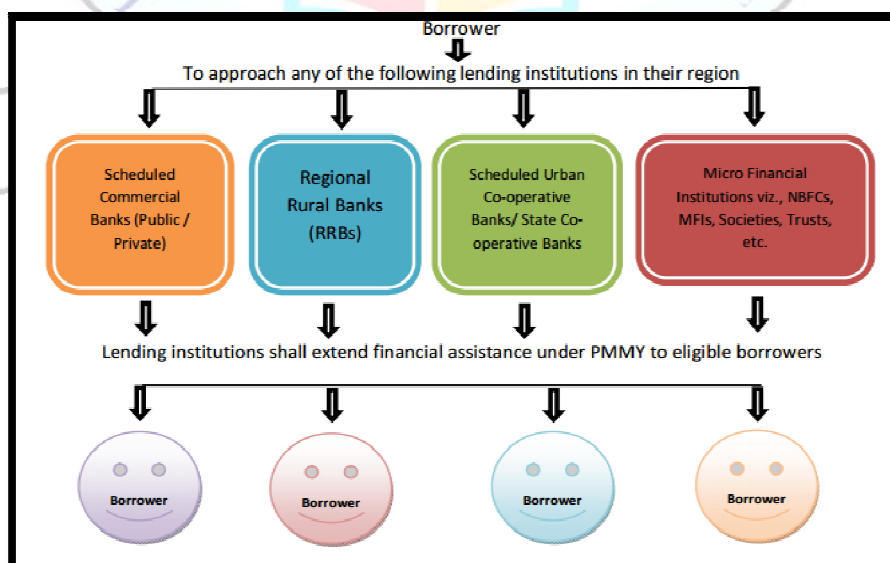 Borrower
To approach any of the following lending institutions in their region
Scheduled
Commercial
Banks (Public /
Private)
Regional
Rural Banks
(RRBs)
Scheduled Urban
Co-operative
Banks/ State Co-
operative Banks
Micro Financial
Institutions viz., NBFCs,
MFIs, Societies, Trusts,
etc.
Lending institutions shall extend financial assistance under PMMY to eligible borrowers
Borrower
Borrower
Borrower
Borrower